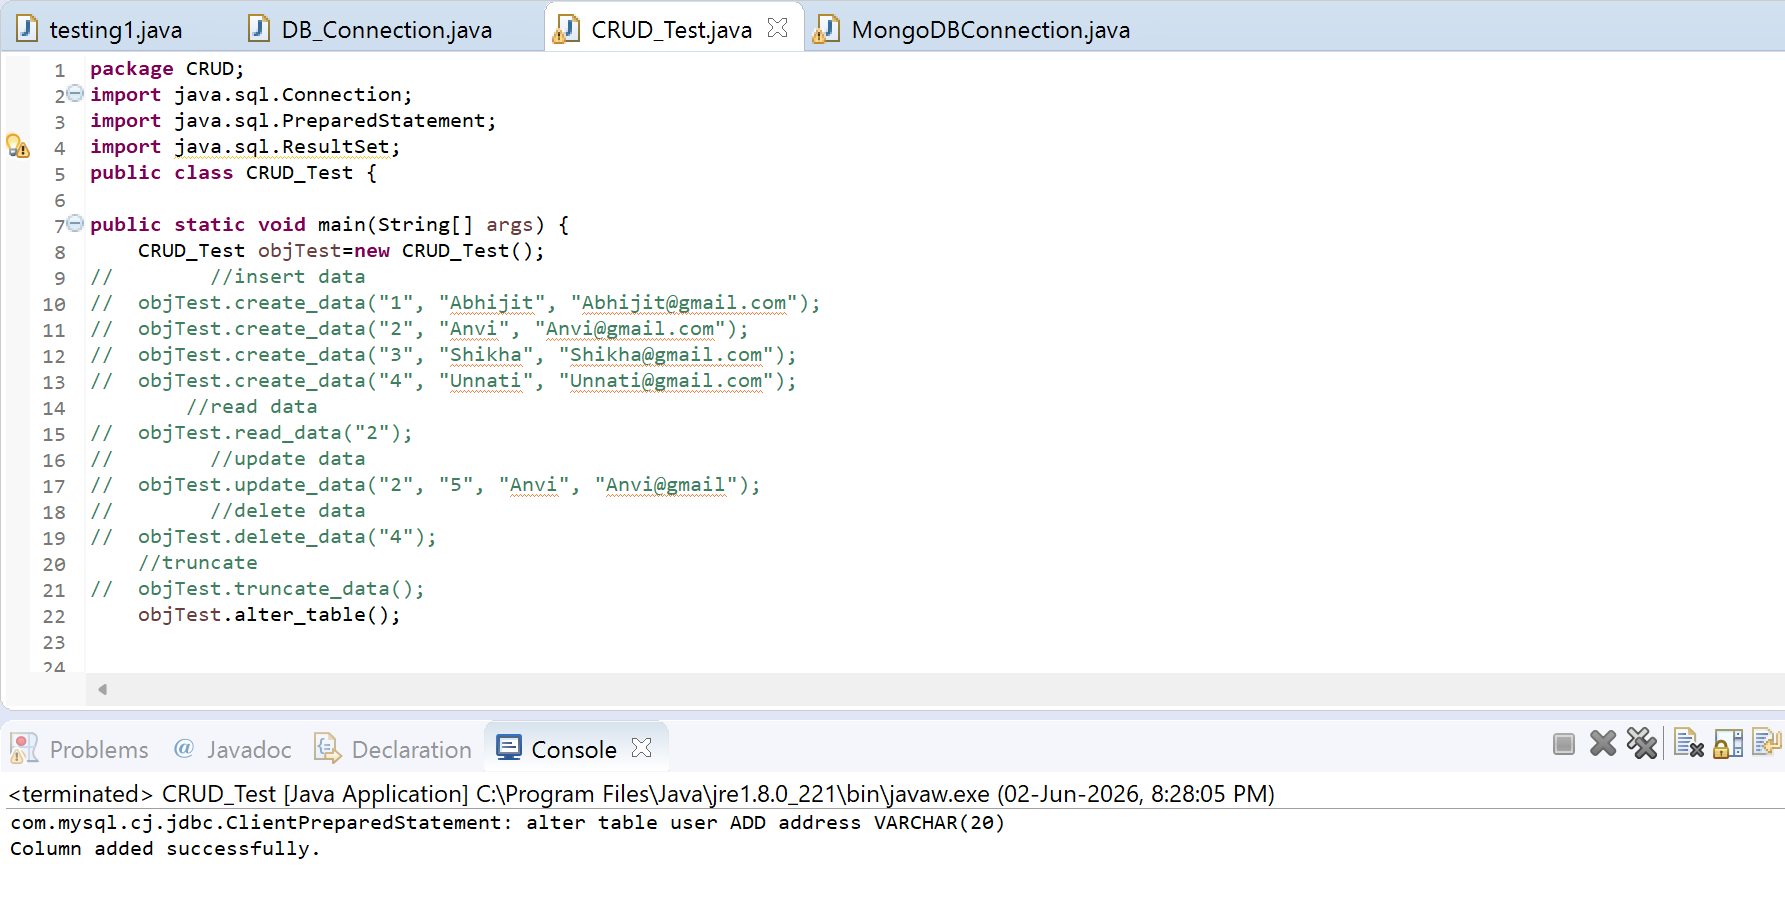 testing1.java DB_Connection.java CRUD_Test.java MongoDBConnection.java
1 package CRUD;
2 import java.sql.Connection;
3 import java.sql.PreparedStatement;
4 import java.sql.ResultSet;
5 public class CRUD_Test {
6
7 public static void main(String[] args) {
8     CRUD_Test objTest=new CRUD_Test();
9 //        //insert data
10 //  objTest.create_data("1", "Abhijit", "Abhijit@gmail.com");
11 //  objTest.create_data("2", "Anvi", "Anvi@gmail.com");
12 //  objTest.create_data("3", "Shikha", "Shikha@gmail.com");
13 //  objTest.create_data("4", "Unnati", "Unnati@gmail.com");
14         //read data
15 //  objTest.read_data("2");
16 //        //update data
17 //  objTest.update_data("2", "5", "Anvi", "Anvi@gmail");
18 //        //delete data
19 //  objTest.delete_data("4");
20     //truncate
21 //  objTest.truncate_data();
22     objTest.alter_table();
23
24
Problems @ Javadoc Declaration Console
<terminated> CRUD_Test [Java Application] C:\Program Files\Java\jre1.8.0_221\bin\javaw.exe (02-Jun-2026, 8:28:05 PM)
com.mysql.cj.jdbc.ClientPreparedStatement: alter table user ADD address VARCHAR(20)
Column added successfully.